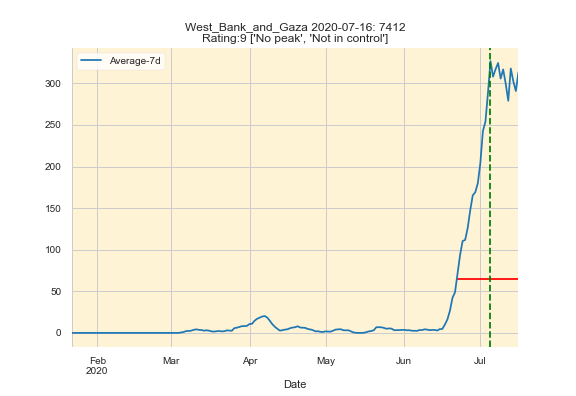 West_Bank_and_Gaza 2020-07-16: 7412
Rating:9 ['No peak', 'Not in control']
Average-7d
300
250
200
150
100
50
0
Feb Mar Apr May Jun Jul
2020
Date